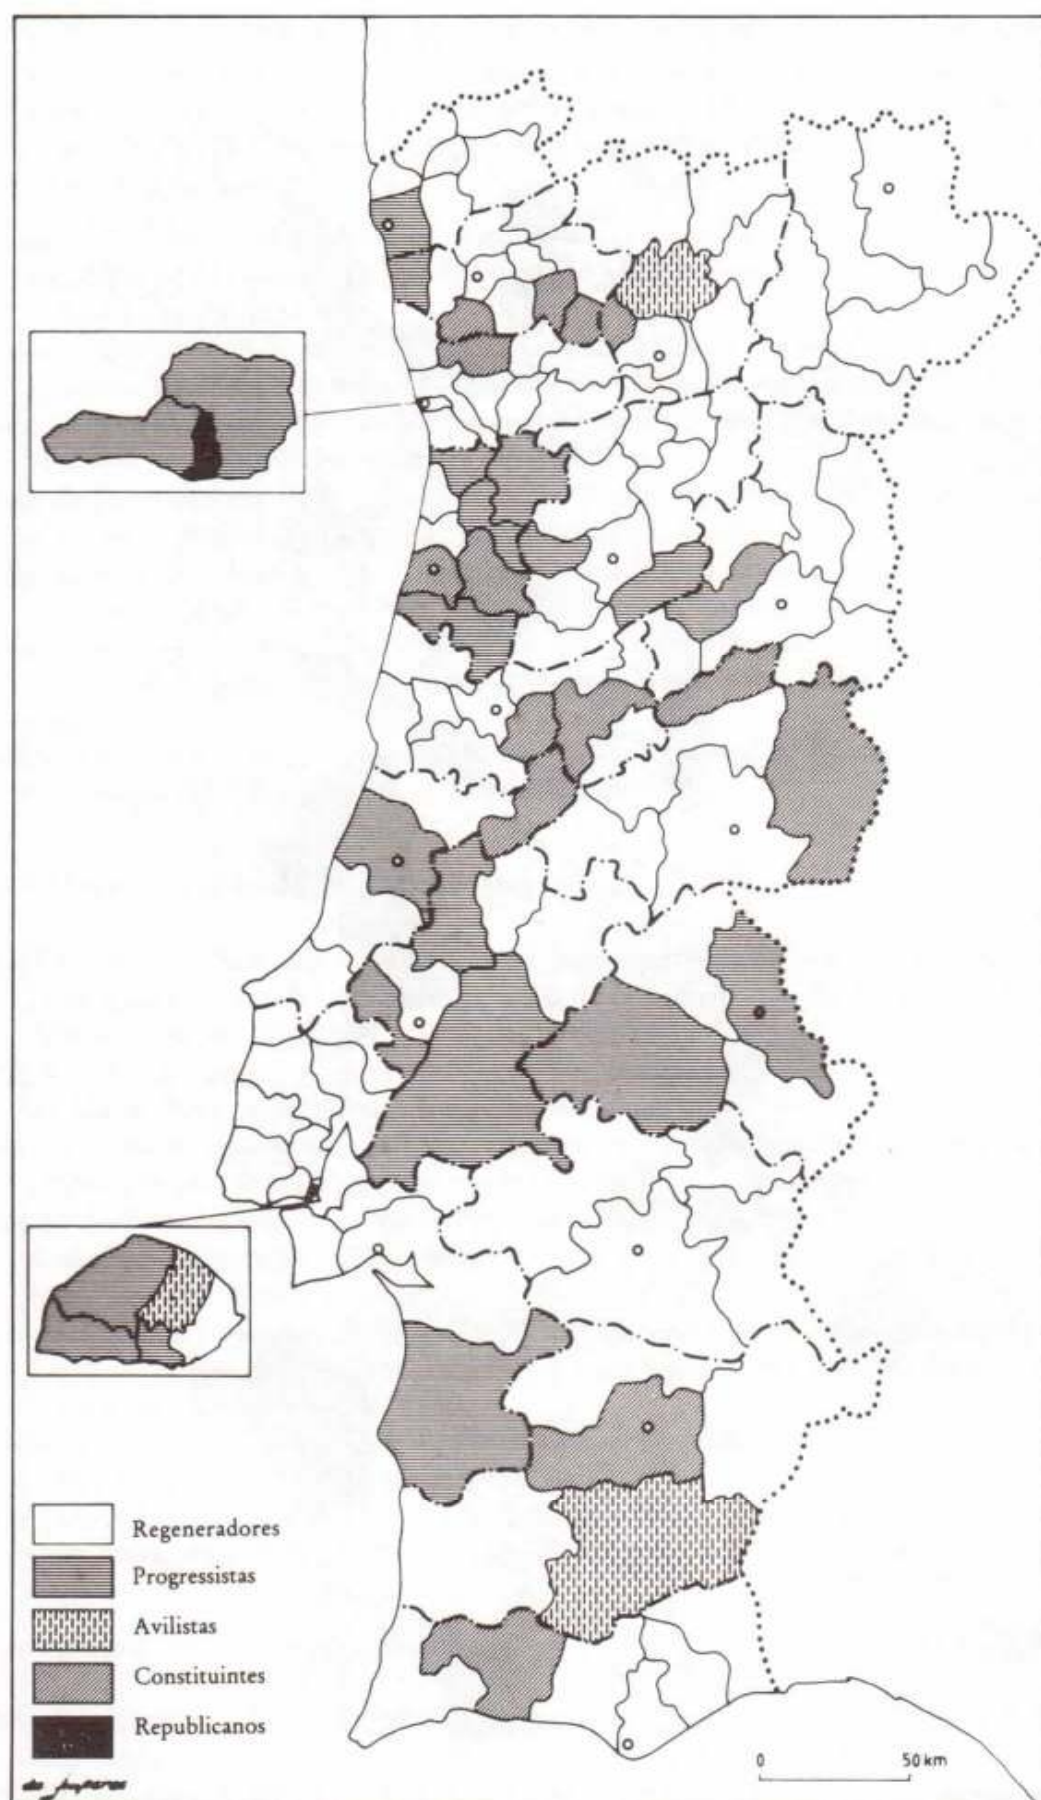 Regeneradores
Progressistas
Avilistas
Constituintes
Republicanos
0 50 km